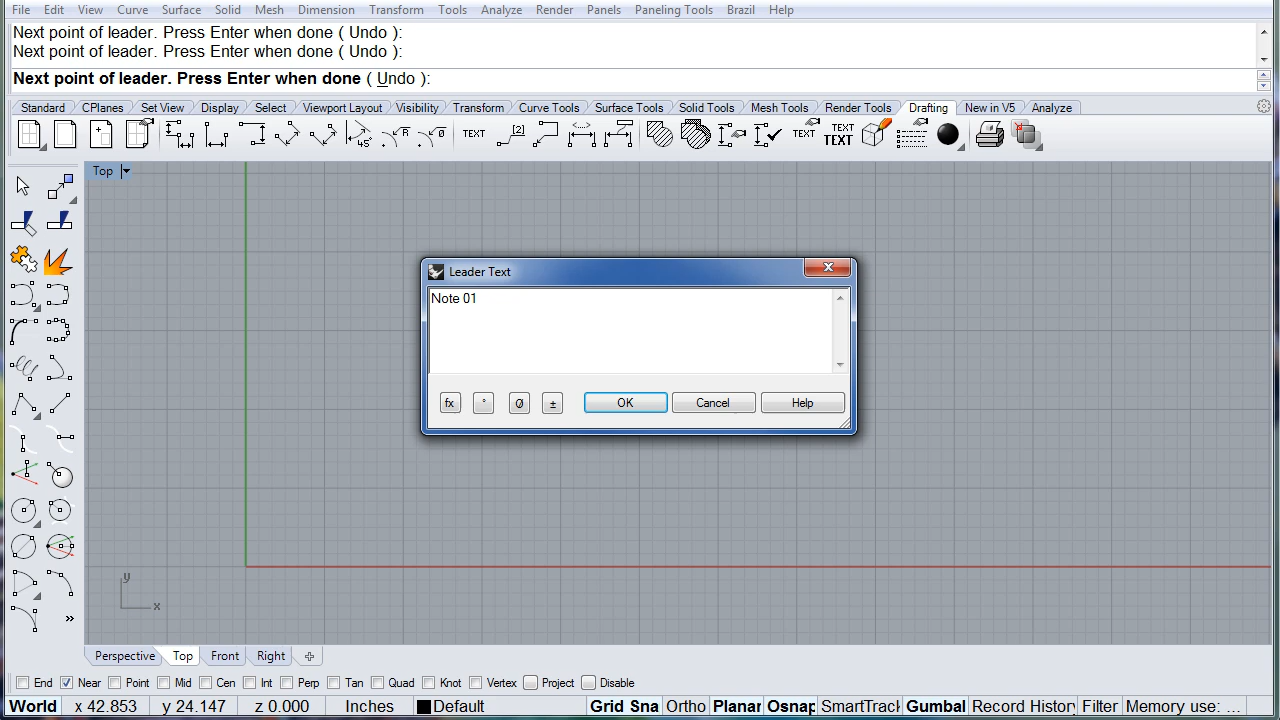 File Edit View Curve Surface Solid Mesh Dimension Transform Tools Analyze Render Panels Paneling Tools Brazil Help
Next point of leader. Press Enter when done ( Undo ):
Next point of leader. Press Enter when done ( Undo ):
Next point of leader. Press Enter when done ( Undo ):
Standard CPlanes Set View Display Select Viewport Layout Visibility Transform Curve Tools Surface Tools Solid Tools Mesh Tools Render Tools Drafting New in V5 Analyze
45° R TEXT [2] TEXT TEXT TEXT
Top
Leader Text
Note 01
fx ° Ø ± OK Cancel Help
y
x
Perspective Top Front Right
End Near Point Mid Cen Int Perp Tan Quad Knot Vertex Project Disable
World x 42.853 y 24.147 z 0.000 Inches Default Grid Sna Ortho Planar Osnap SmartTrack Gumbal Record History Filter Memory use: ...